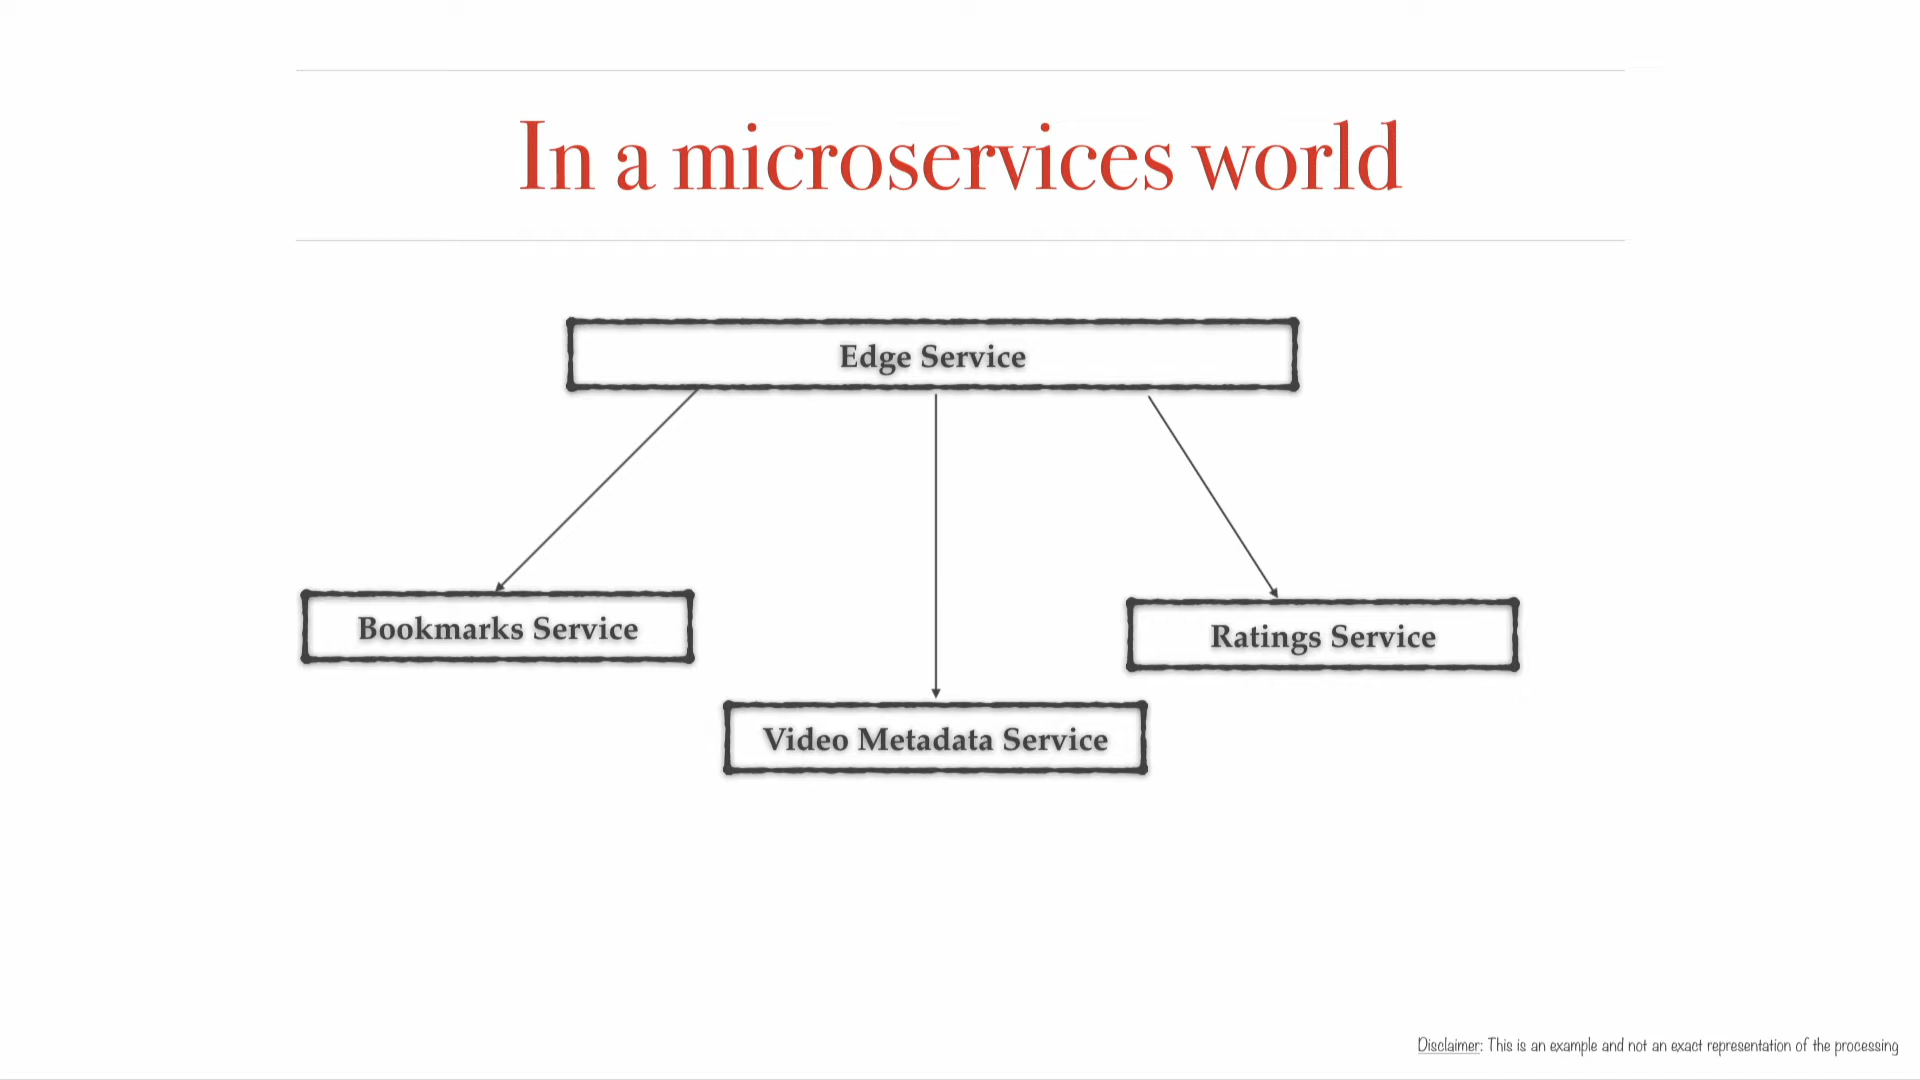 In a microservices world
Edge Service
Bookmarks Service
Ratings Service
Video Metadata Service
Disclaimer: This is an example and not an exact representation of the processing